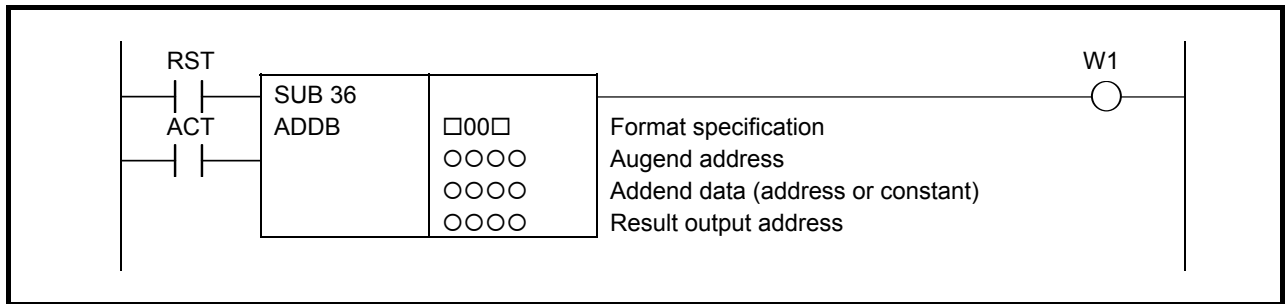 RST W1
SUB 36
ACT ADDB □00□ Format specification
○○○○ Augend address
○○○○ Addend data (address or constant)
○○○○ Result output address